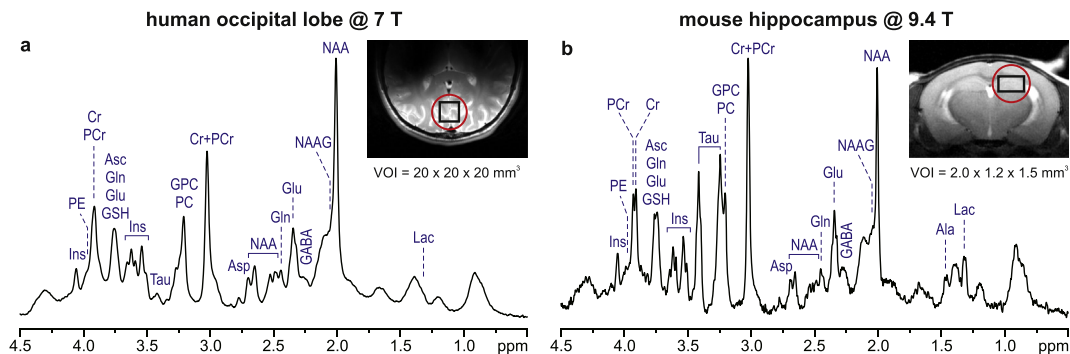 human occipital lobe @ 7 T
a
NAA
Cr
PCr
Asc
Gln
Glu
GSH
PE
Ins
Ins
Tau
GPC
PC
Cr+PCr
NAAG
Glu
Gln
GABA
NAA
Asp
Lac
VOI = 20 x 20 x 20 mm³
4.5
4.0
3.5
3.0
2.5
2.0
1.5
1.0
ppm
mouse hippocampus @ 9.4 T
b
Cr+PCr
NAA
PCr
Cr
GPC
PC
Tau
Asc
Gln
Glu
GSH
PE
Ins
Ins
NAAG
Glu
Gln
GABA
NAA
Asp
Ala
Lac
VOI = 2.0 x 1.2 x 1.5 mm³
4.5
4.0
3.5
3.0
2.5
2.0
1.5
1.0
ppm